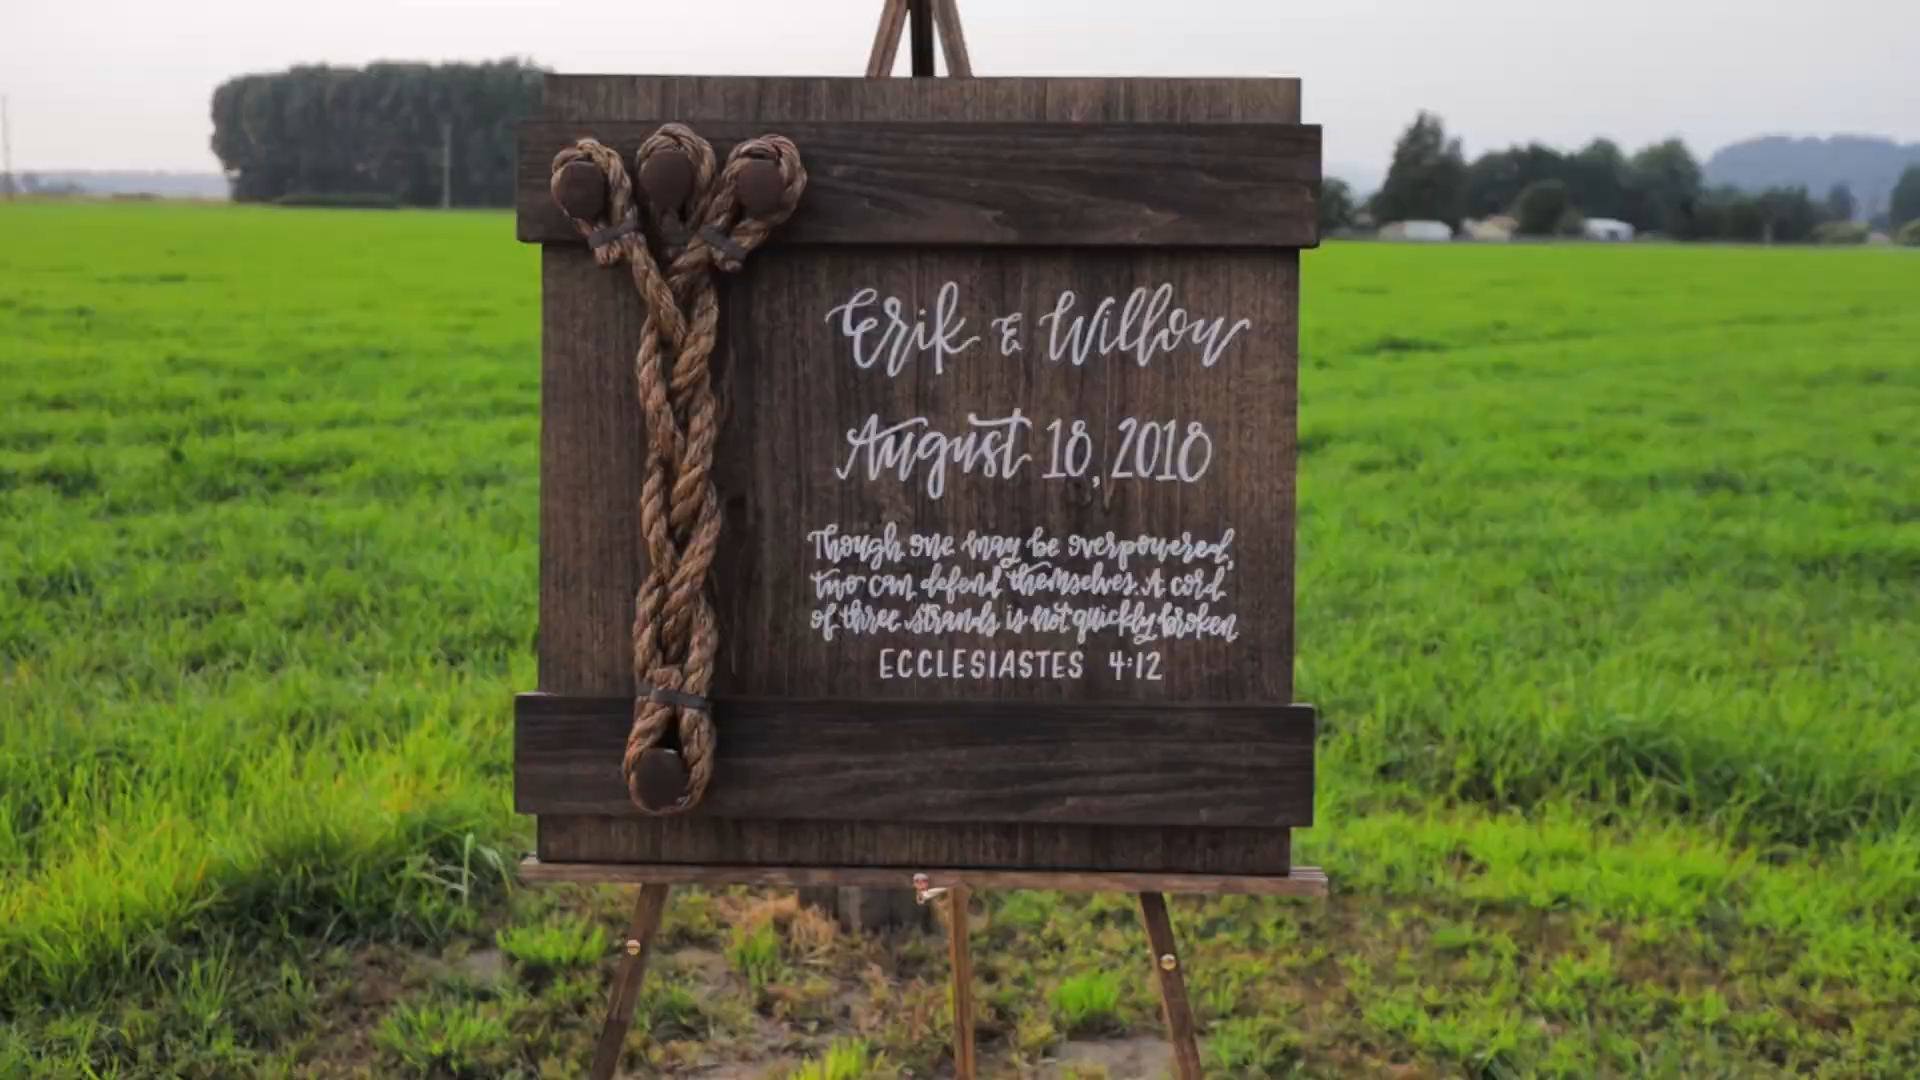 Erik & Willow
August 18, 2018
Though one may be overpowered,
two can defend themselves. A cord
of three strands is not quickly broken
ECCLESIASTES 4:12